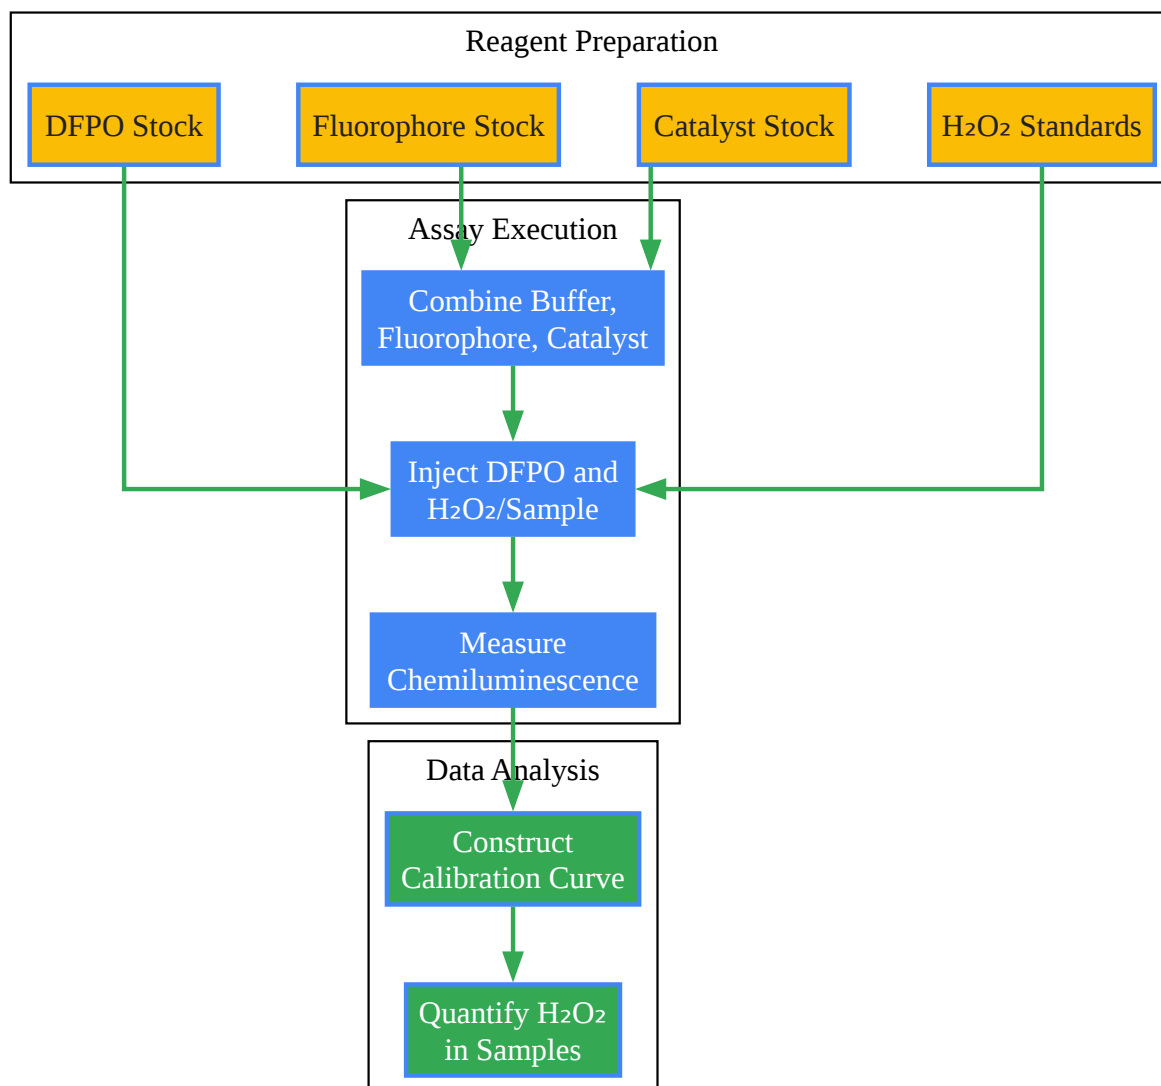 Reagent Preparation
DFPO Stock
Fluorophore Stock
Catalyst Stock
H₂O₂ Standards
Assay Execution
Combine Buffer,
Fluorophore, Catalyst
Inject DFPO and
H₂O₂/Sample
Measure
Chemiluminescence
Data Analysis
Construct
Calibration Curve
Quantify H₂O₂
in Samples